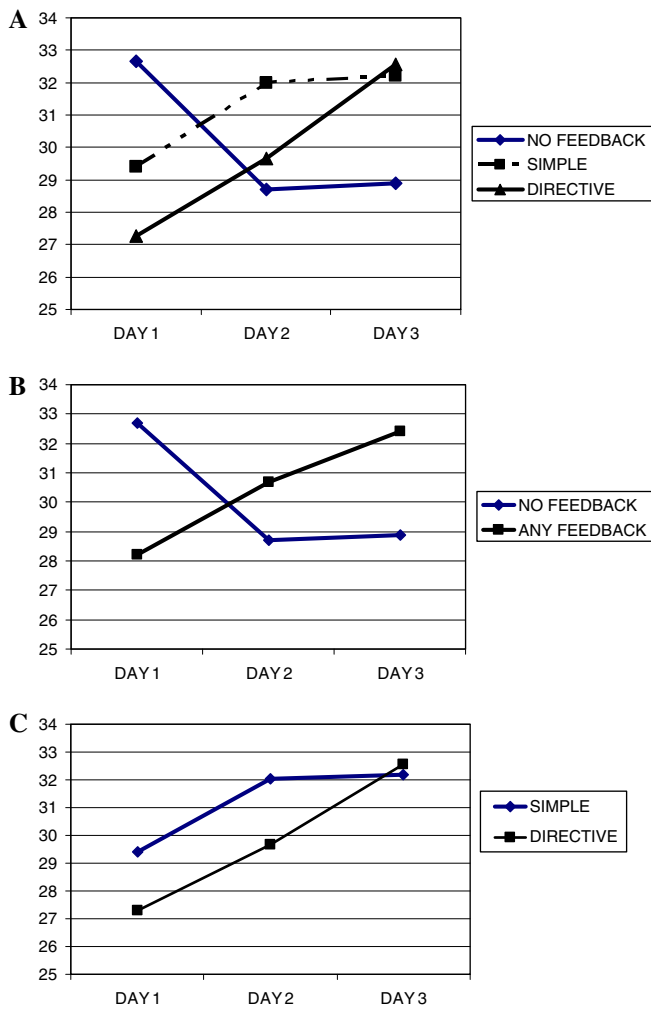 A
34
33
32
31
30
29
28
27
26
25
DAY 1
DAY 2
DAY 3
NO FEEDBACK
SIMPLE
DIRECTIVE
B
34
33
32
31
30
29
28
27
26
25
DAY 1
DAY 2
DAY 3
NO FEEDBACK
ANY FEEDBACK
C
34
33
32
31
30
29
28
27
26
25
DAY 1
DAY 2
DAY 3
SIMPLE
DIRECTIVE